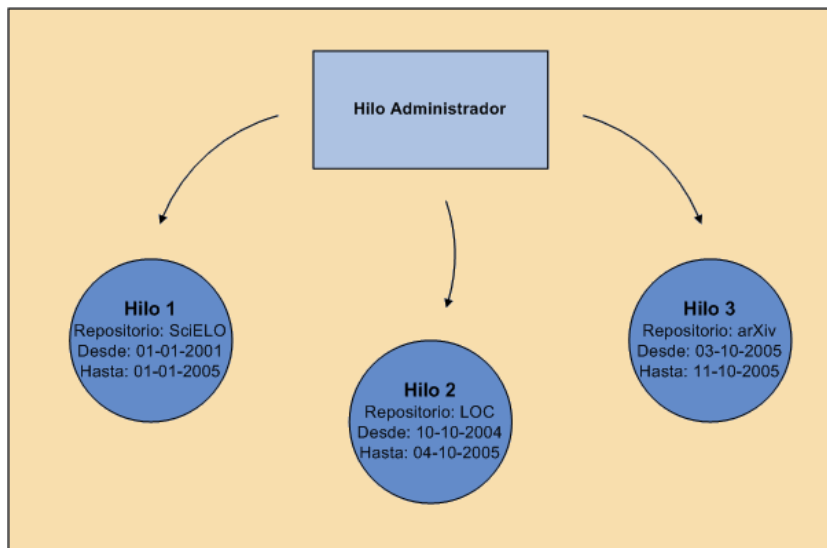 Hilo Administrador
Hilo 1
Repositorio: SciELO
Desde: 01-01-2001
Hasta: 01-01-2005
Hilo 2
Repositorio: LOC
Desde: 10-10-2004
Hasta: 04-10-2005
Hilo 3
Repositorio: arXiv
Desde: 03-10-2005
Hasta: 11-10-2005